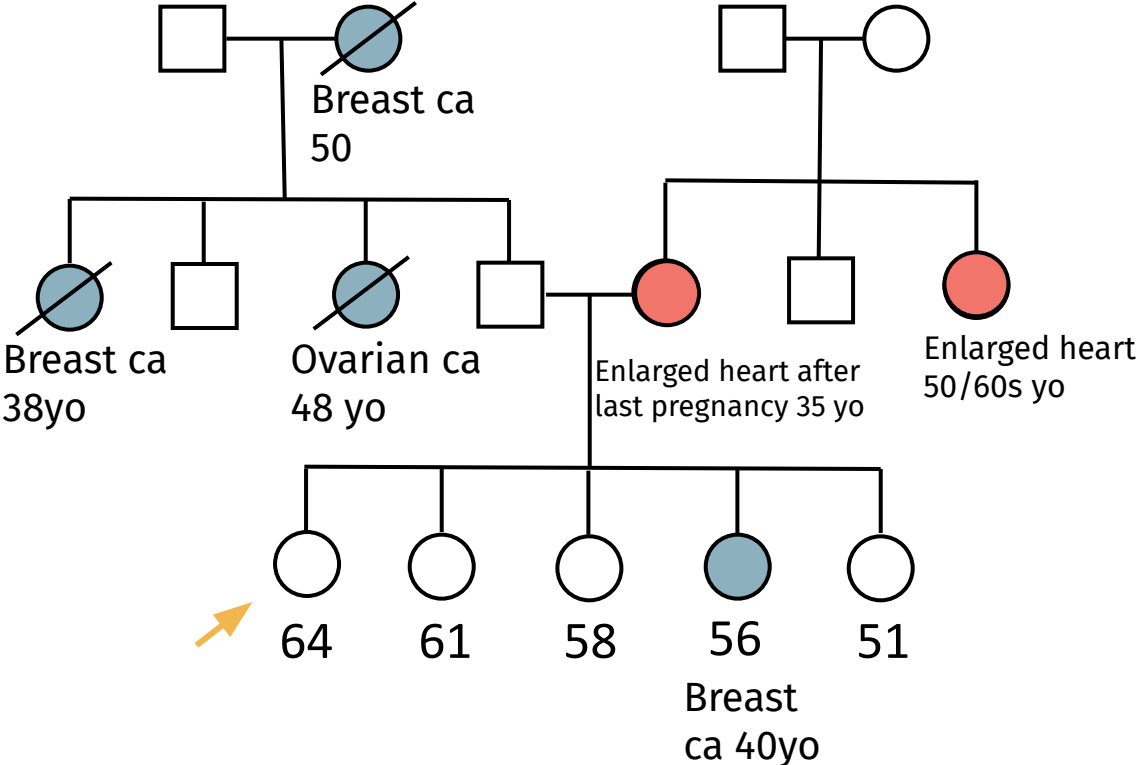 Breast ca
50
Breast ca
38yo
Ovarian ca
48 yo
Enlarged heart after
last pregnancy 35 yo
Enlarged heart
50/60s yo
64
61
58
56
51
Breast
ca 40yo